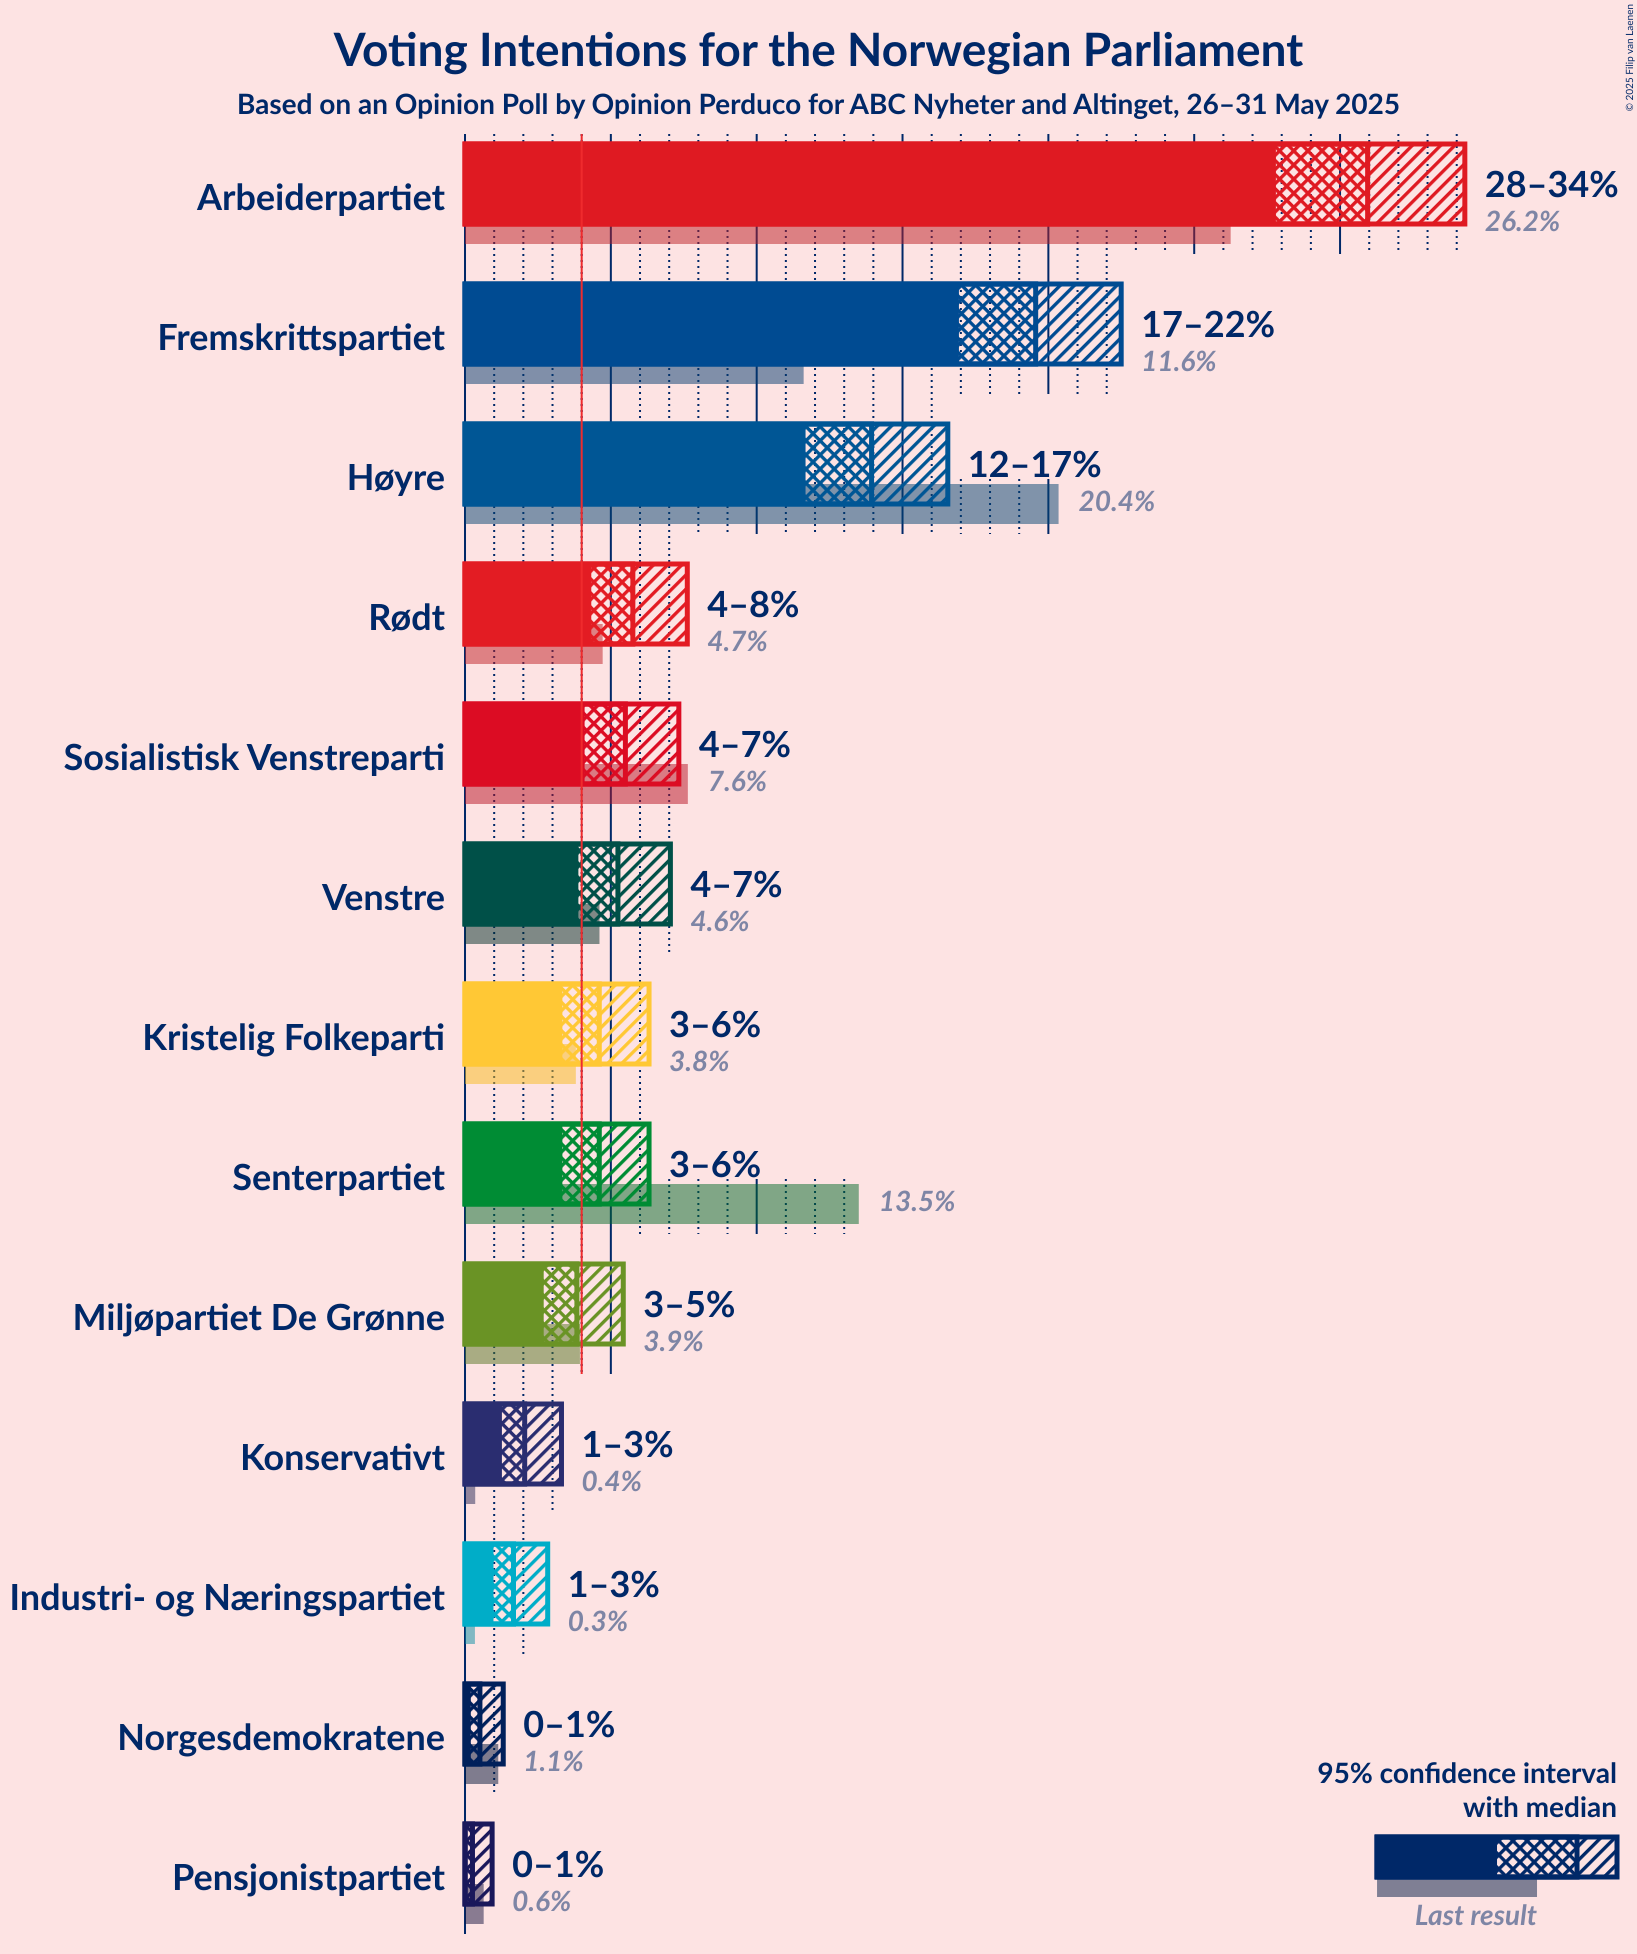 © 2025 Filip van Laenen
Voting Intentions for the Norwegian Parliament
Based on an Opinion Poll by Opinion Perduco for ABC Nyheter and Altinget, 26–31 May 2025
Arbeiderpartiet
28–34%
26.2%
Fremskrittspartiet
17–22%
11.6%
Høyre
12–17%
20.4%
Rødt
4–8%
4.7%
Sosialistisk Venstreparti
4–7%
7.6%
Venstre
4–7%
4.6%
Kristelig Folkeparti
3–6%
3.8%
Senterpartiet
3–6%
13.5%
Miljøpartiet De Grønne
3–5%
3.9%
Konservativt
1–3%
0.4%
Industri- og Næringspartiet
1–3%
0.3%
Norgesdemokratene
0–1%
1.1%
Pensjonistpartiet
0–1%
0.6%
95% confidence interval
with median
Last result